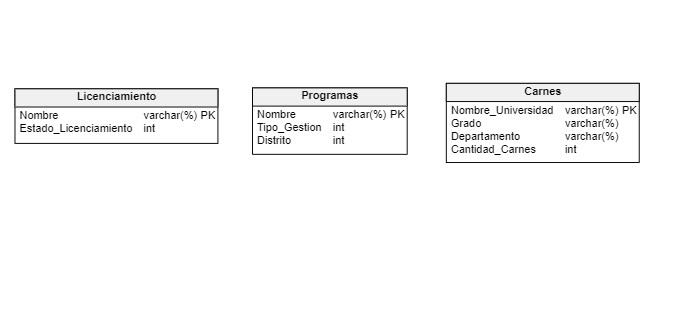 Licenciamiento
Nombre varchar(%) PK
Estado_Licenciamiento int
Programas
Nombre varchar(%) PK
Tipo_Gestion int
Distrito int
Carnes
Nombre_Universidad varchar(%) PK
Grado varchar(%)
Departamento varchar(%)
Cantidad_Carnes int